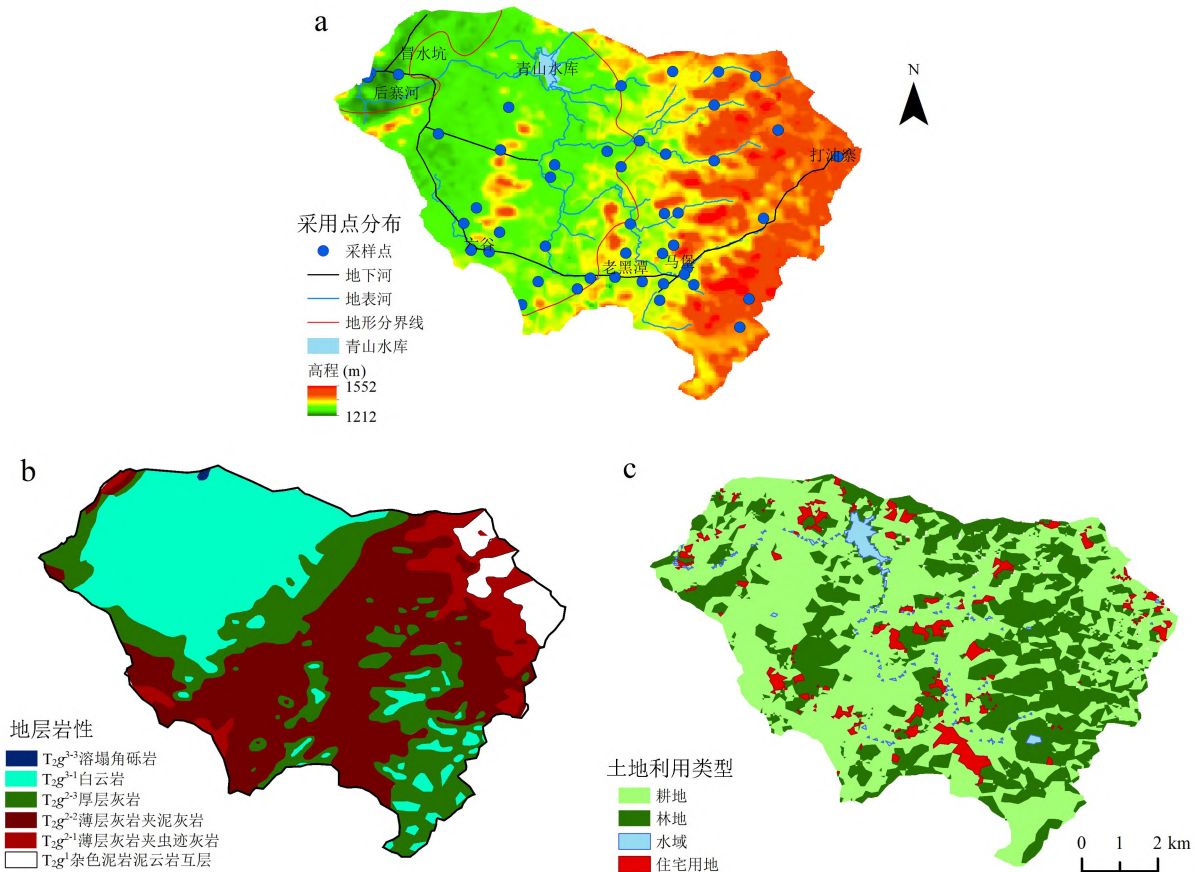 a
冒水坑
后寨河
青山水库
N
打油寨
六谷
老黑潭
马堡
采用点分布
采样点
地下河
地表河
地形分界线
青山水库
高程 (m)
1552
1212
b
地层岩性
T₂g³⁻³溶塌角砾岩
T₂g³⁻¹白云岩
T₂g²⁻³厚层灰岩
T₂g²⁻²薄层灰岩夹泥灰岩
T₂g²⁻¹薄层灰岩夹虫迹灰岩
T₂g¹杂色泥岩泥云岩互层
c
土地利用类型
耕地
林地
水域
住宅用地
0 1 2 km